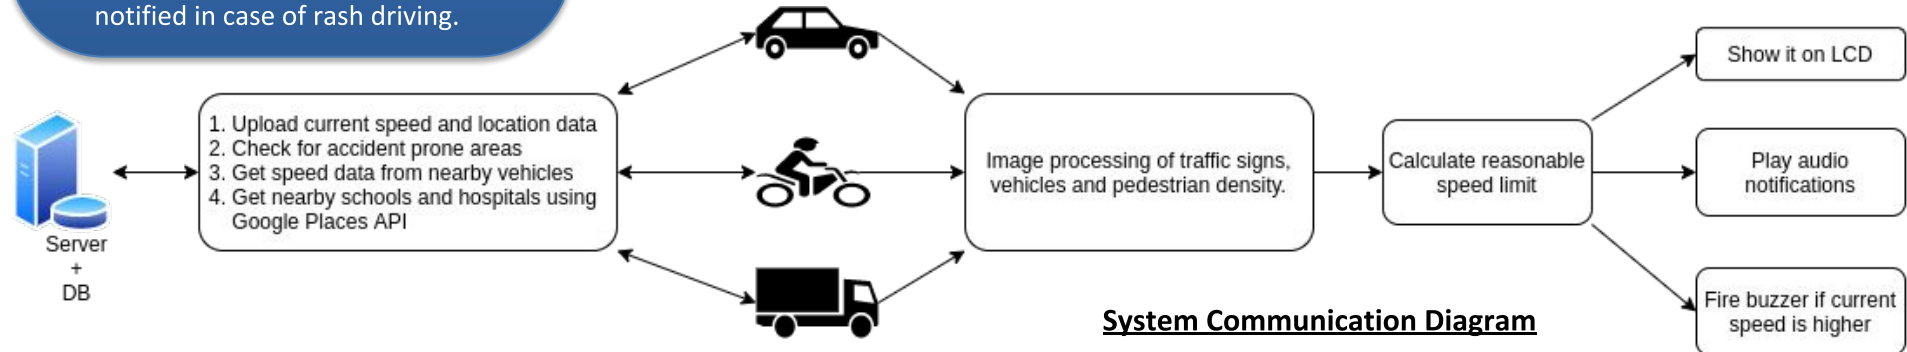 notified in case of rash driving.
Server
+
DB
1. Upload current speed and location data
2. Check for accident prone areas
3. Get speed data from nearby vehicles
4. Get nearby schools and hospitals using
Google Places API
Image processing of traffic signs,
vehicles and pedestrian density.
Calculate reasonable
speed limit
Show it on LCD
Play audio
notifications
Fire buzzer if current
speed is higher
System Communication Diagram